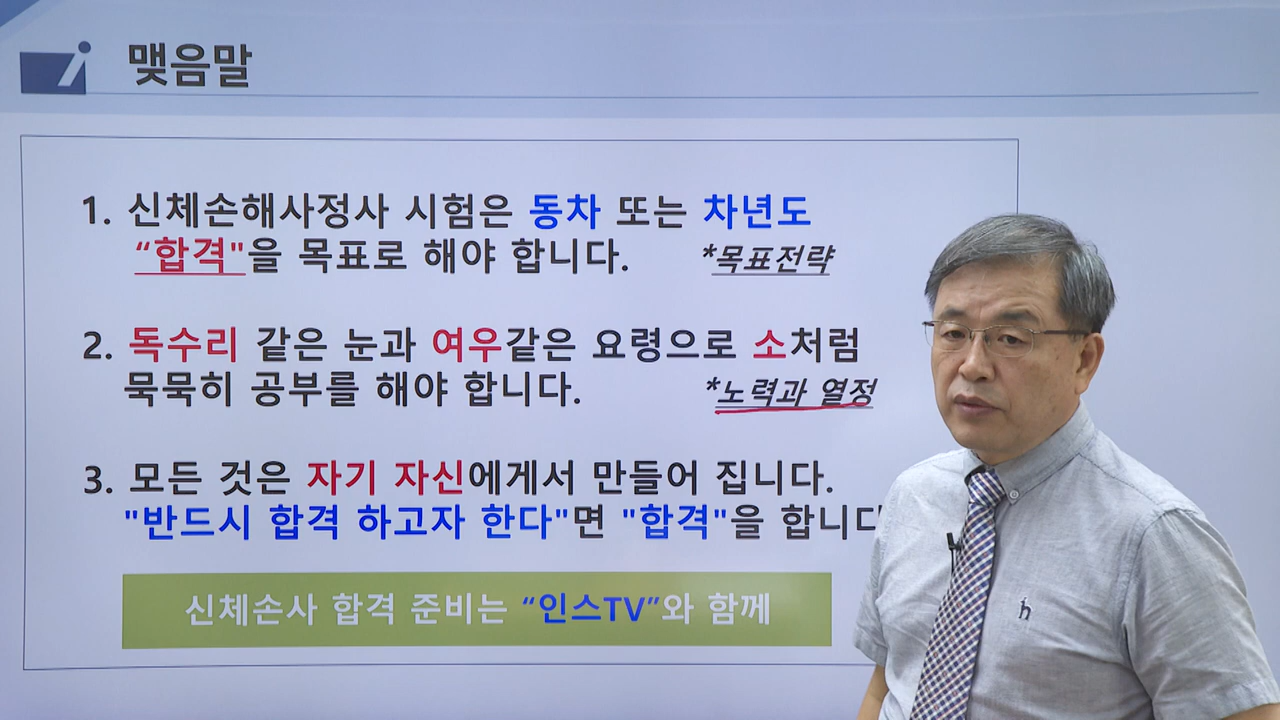 맺음말
1. 신체손해사정사 시험은 동차 또는 차년도
“합격"을 목표로 해야 합니다. *목표전략
2. 독수리 같은 눈과 여우같은 요령으로 소처럼
묵묵히 공부를 해야 합니다. *노력과 열정
3. 모든 것은 자기 자신에게서 만들어 집니다.
"반드시 합격 하고자 한다"면 "합격"을 합니다
신체손사 합격 준비는 “인스TV”와 함께
h